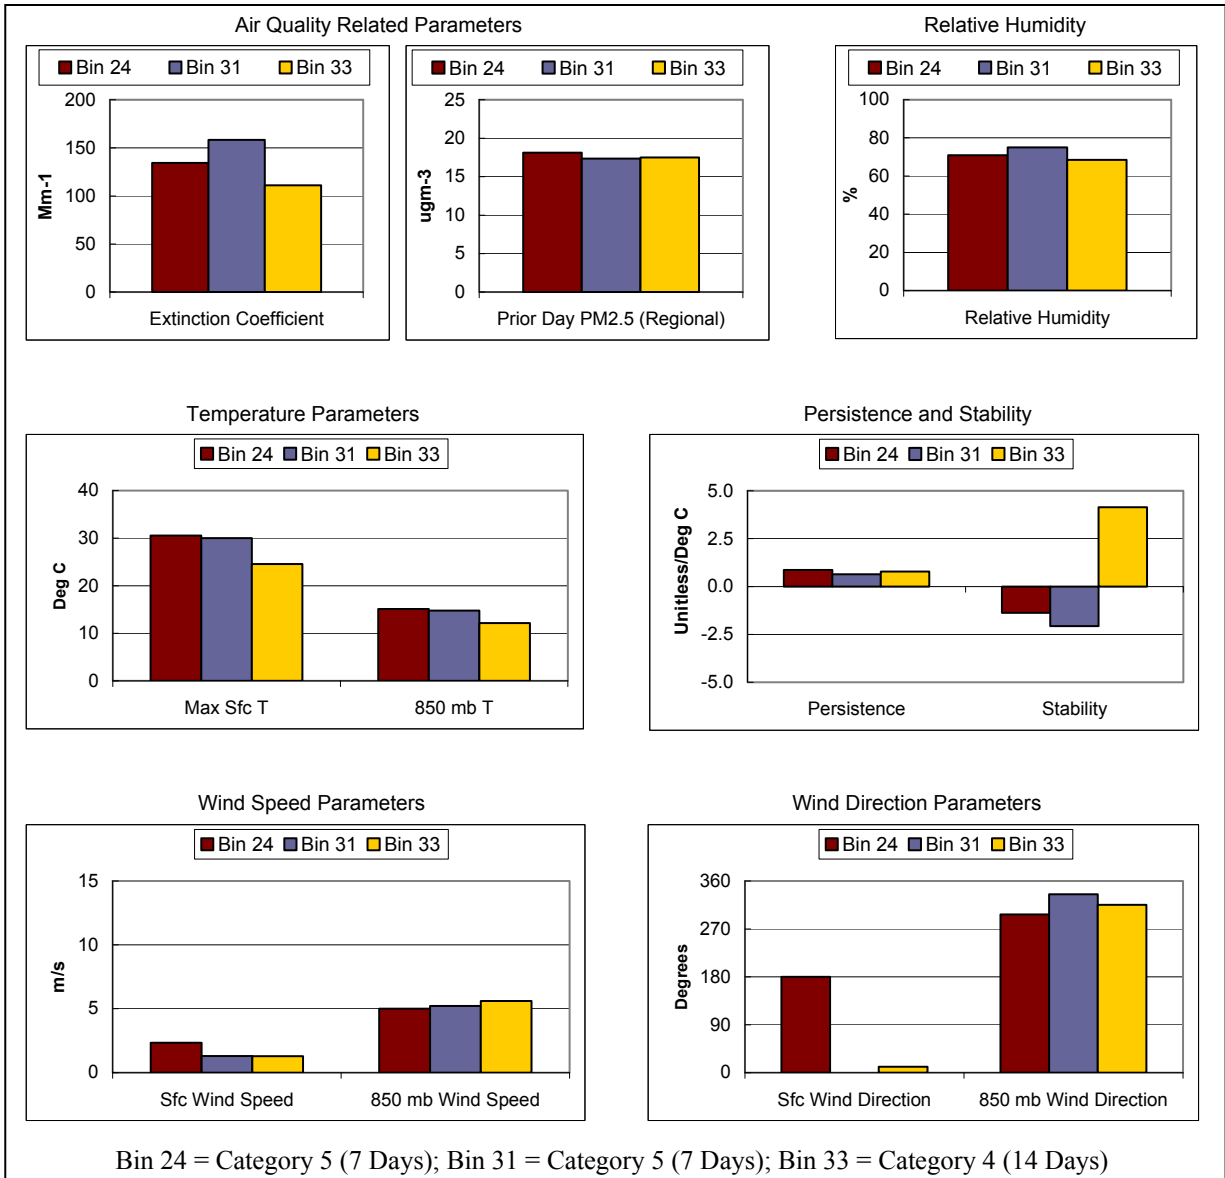 Air Quality Related Parameters
Relative Humidity
Bin 24 Bin 31 Bin 33
200
150
100
50
0
Mm-1
Extinction Coefficient
Bin 24 Bin 31 Bin 33
25
20
15
10
5
0
ugm-3
Prior Day PM2.5 (Regional)
Bin 24 Bin 31 Bin 33
100
80
60
40
20
0
%
Relative Humidity
Temperature Parameters
Bin 24 Bin 31 Bin 33
40
30
20
10
0
Deg C
Max Sfc T 850 mb T
Persistence and Stability
Bin 24 Bin 31 Bin 33
5.0
2.5
0.0
-2.5
-5.0
Unitless/Deg C
Persistence Stability
Wind Speed Parameters
Bin 24 Bin 31 Bin 33
15
10
5
0
m/s
Sfc Wind Speed 850 mb Wind Speed
Wind Direction Parameters
Bin 24 Bin 31 Bin 33
360
270
180
90
0
Degrees
Sfc Wind Direction 850 mb Wind Direction
Bin 24 = Category 5 (7 Days); Bin 31 = Category 5 (7 Days); Bin 33 = Category 4 (14 Days)